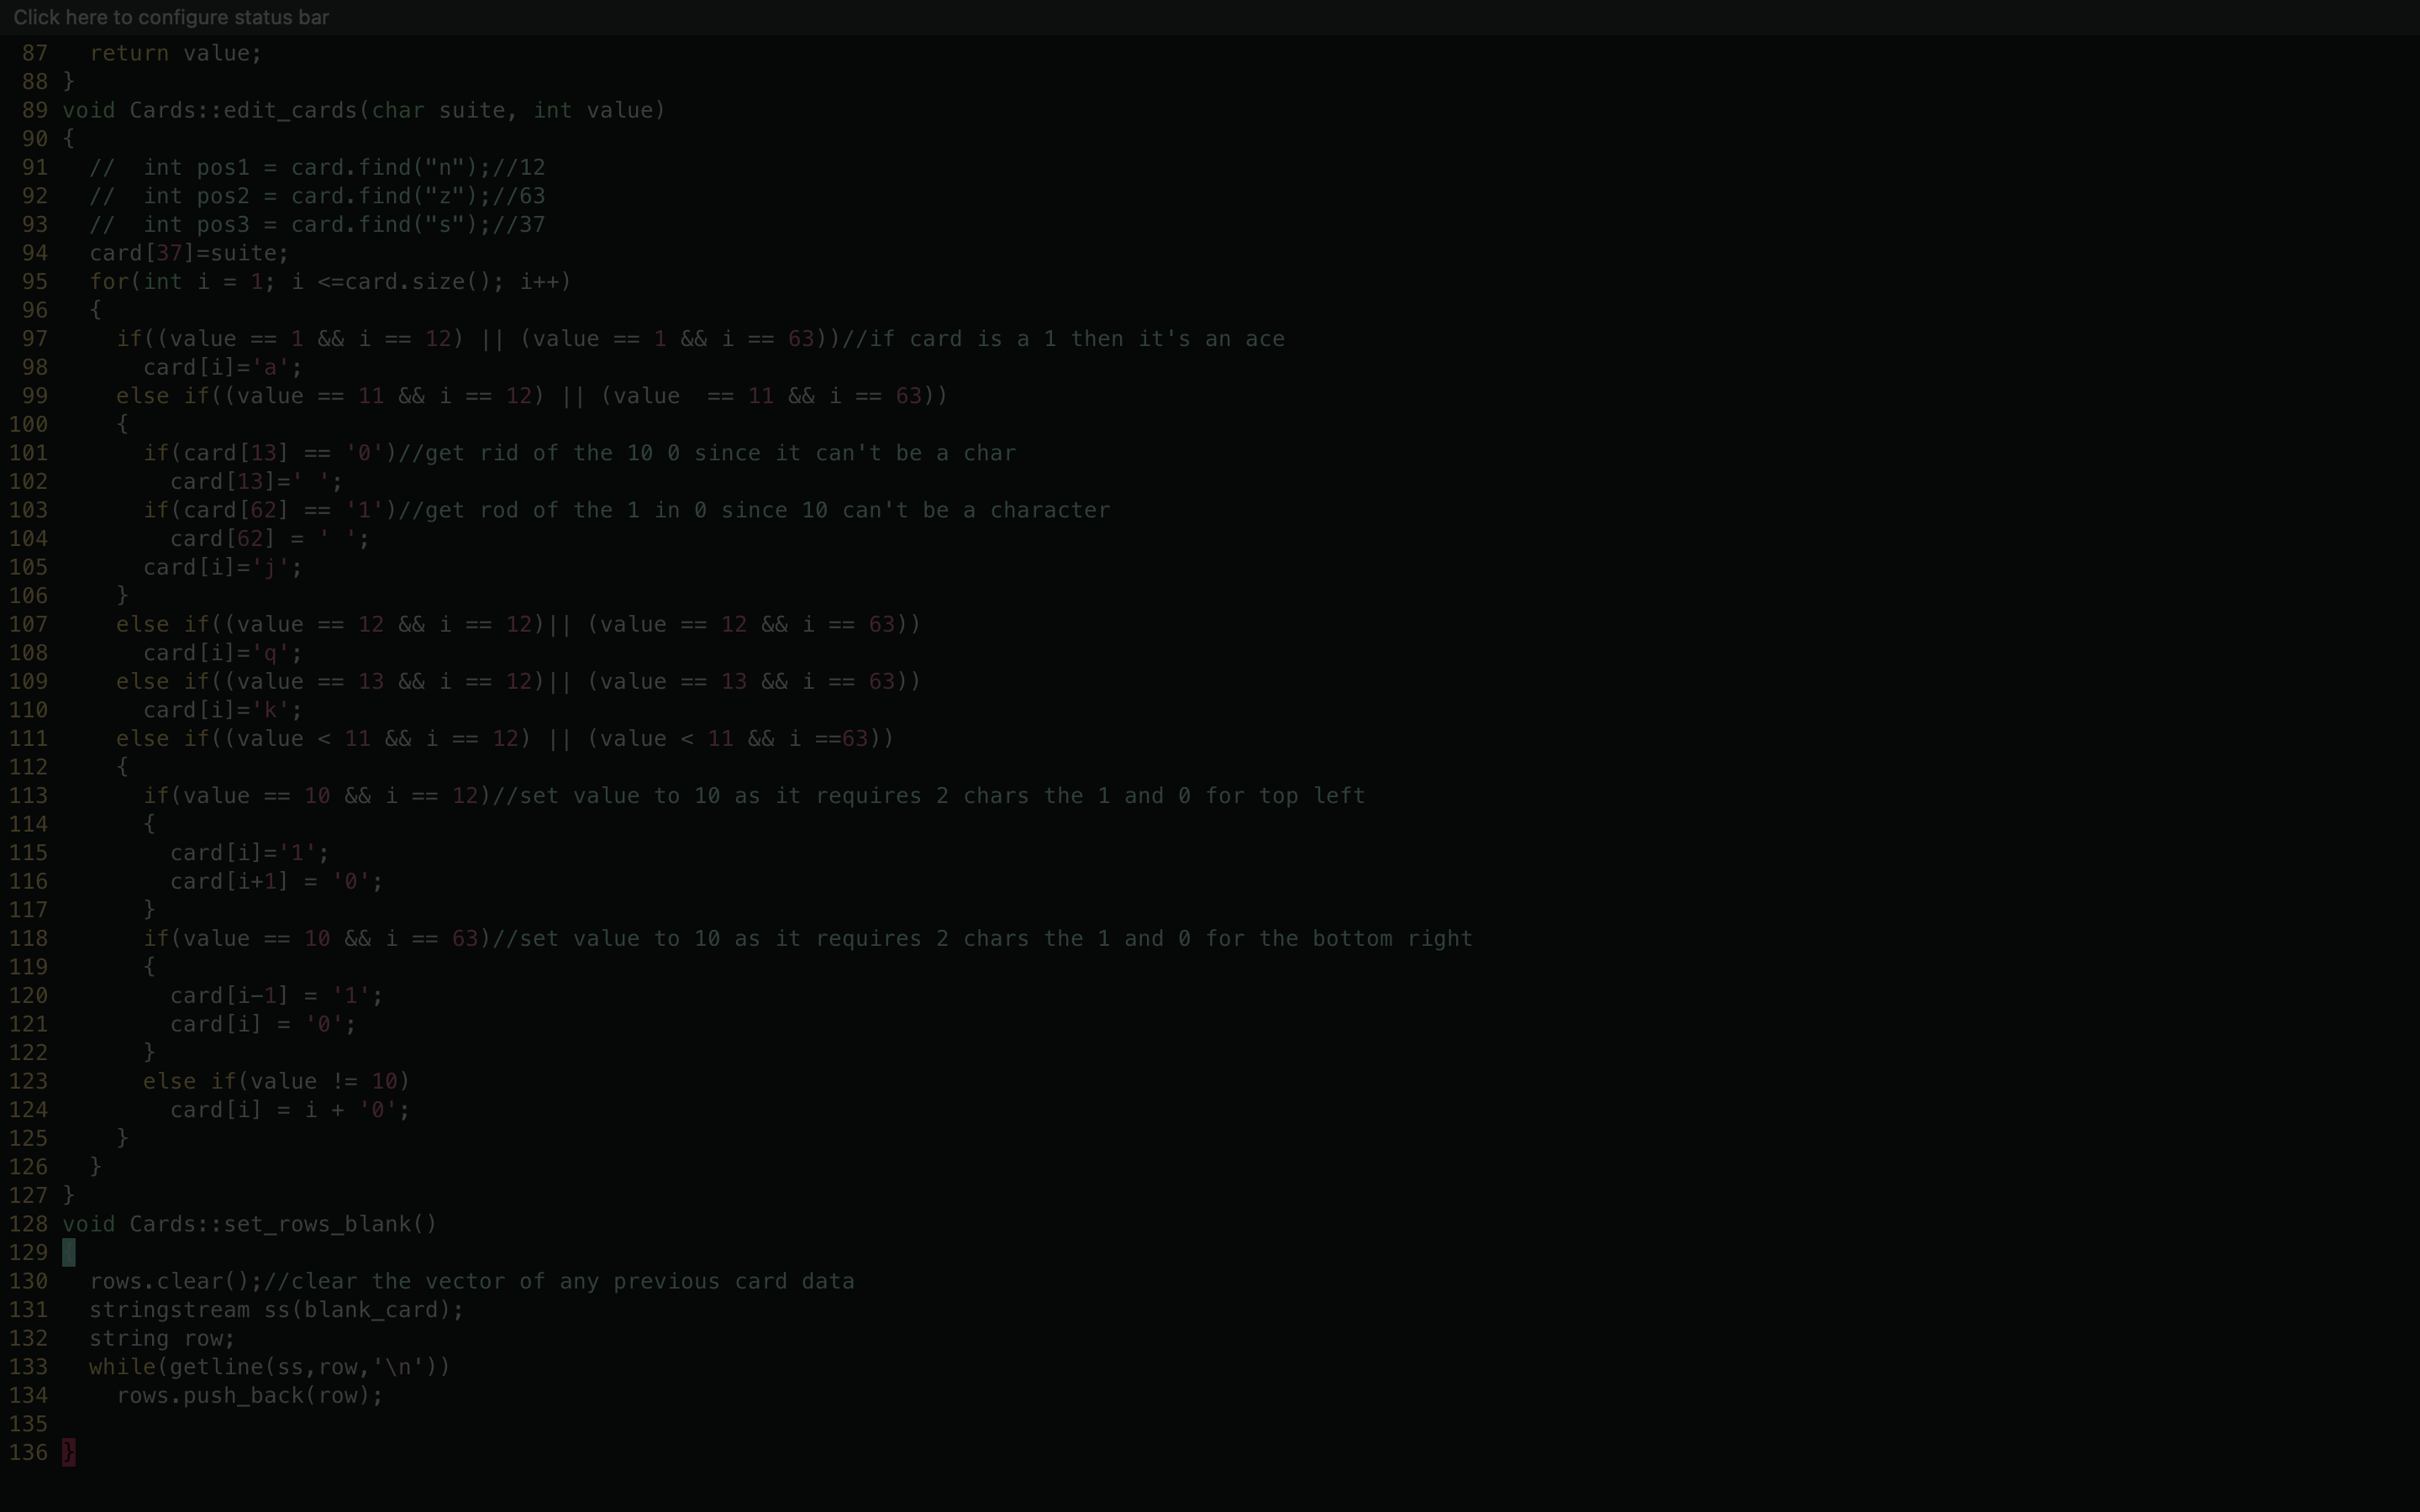 Click here to configure status bar
87   return value;
88 }
89 void Cards::edit_cards(char suite, int value)
90 {
91   //  int pos1 = card.find("n");//12
92   //  int pos2 = card.find("z");//63
93   //  int pos3 = card.find("s");//37
94   card[37]=suite;
95   for(int i = 1; i <=card.size(); i++)
96   {
97     if((value == 1 && i == 12) || (value == 1 && i == 63))//if card is a 1 then it's an ace
98       card[i]='a';
99     else if((value == 11 && i == 12) || (value  == 11 && i == 63))
100     {
101       if(card[13] == '0')//get rid of the 10 0 since it can't be a char
102         card[13]=' ';
103       if(card[62] == '1')//get rod of the 1 in 0 since 10 can't be a character
104         card[62] = ' ';
105       card[i]='j';
106     }
107     else if((value == 12 && i == 12)|| (value == 12 && i == 63))
108       card[i]='q';
109     else if((value == 13 && i == 12)|| (value == 13 && i == 63))
110       card[i]='k';
111     else if((value < 11 && i == 12) || (value < 11 && i ==63))
112     {
113       if(value == 10 && i == 12)//set value to 10 as it requires 2 chars the 1 and 0 for top left
114       {
115         card[i]='1';
116         card[i+1] = '0';
117       }
118       if(value == 10 && i == 63)//set value to 10 as it requires 2 chars the 1 and 0 for the bottom right
119       {
120         card[i-1] = '1';
121         card[i] = '0';
122       }
123       else if(value != 10)
124         card[i] = i + '0';
125     }
126   }
127 }
128 void Cards::set_rows_blank()
129
130   rows.clear();//clear the vector of any previous card data
131   stringstream ss(blank_card);
132   string row;
133   while(getline(ss,row,'\n'))
134     rows.push_back(row);
135
136 }